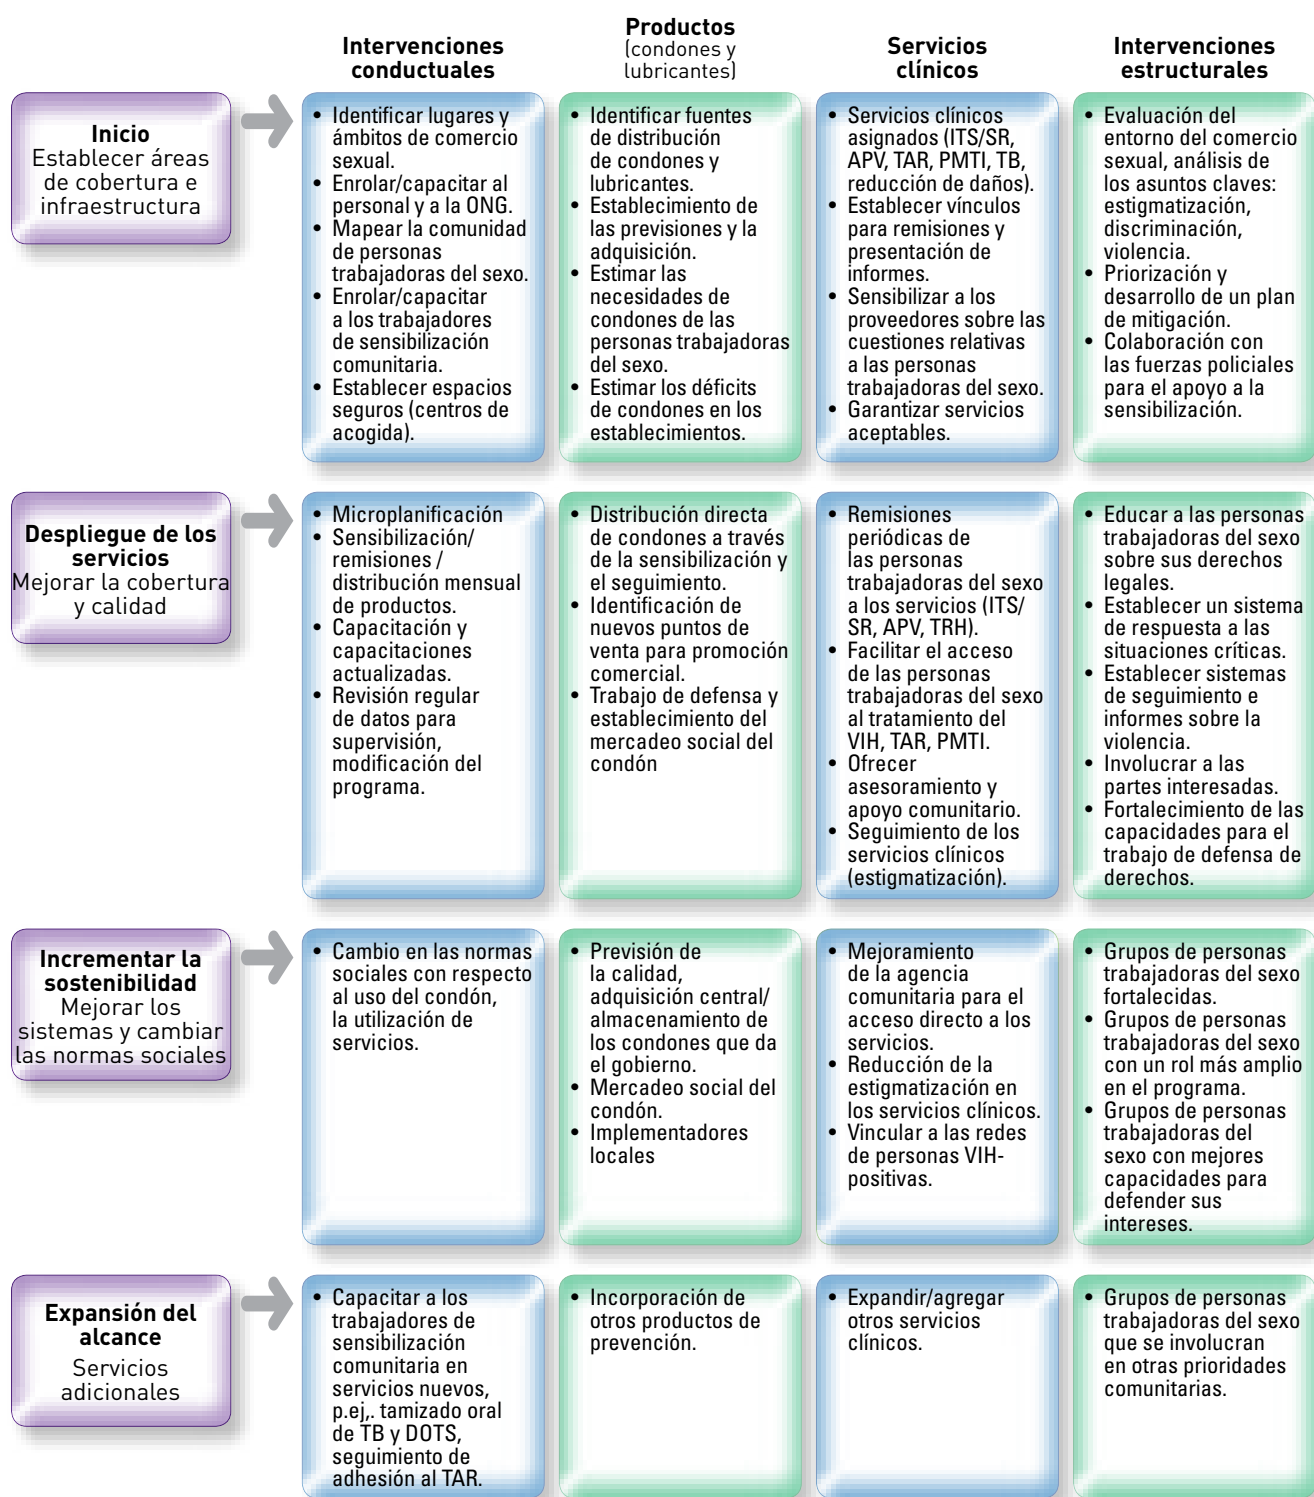 Intervenciones
conductuales
Productos
(condones y
lubricantes)
Servicios
clínicos
Intervenciones
estructurales
Inicio
Establecer áreas
de cobertura e
infraestructura
• Identificar lugares y
ámbitos de comercio
sexual.
• Enrolar/capacitar al
personal y a la ONG.
• Mapear la comunidad
de personas
trabajadoras del sexo.
• Enrolar/capacitar
a los trabajadores
de sensibilización
comunitaria.
• Establecer espacios
seguros (centros de
acogida).
• Identificar fuentes
de distribución
de condones y
lubricantes.
• Establecimiento de
las previsiones y la
adquisición.
• Estimar las
necesidades de
condones de las
personas trabajadoras
del sexo.
• Estimar los déficits
de condones en los
establecimientos.
• Servicios clínicos
asignados (ITS/SR,
APV, TAR, PMTI, TB,
reducción de daños).
• Establecer vínculos
para remisiones y
presentación de
informes.
• Sensibilizar a los
proveedores sobre las
cuestiones relativas
a las personas
trabajadoras del sexo.
• Garantizar servicios
aceptables.
• Evaluación del
entorno del comercio
sexual, análisis de
los asuntos claves:
estigmatización,
discriminación,
violencia.
• Priorización y
desarrollo de un plan
de mitigación.
• Colaboración con
las fuerzas policiales
para el apoyo a la
sensibilización.
Despliegue de los
servicios
Mejorar la cobertura
y calidad
• Microplanificación
• Sensibilización/
remisiones /
distribución mensual
de productos.
• Capacitación y
capacitaciones
actualizadas.
• Revisión regular
de datos para
supervisión,
modificación del
programa.
• Distribución directa
de condones a través
de la sensibilización y
el seguimiento.
• Identificación de
nuevos puntos de
venta para promoción
comercial.
• Trabajo de defensa y
establecimiento del
mercadeo social del
condón
• Remisiones
periódicas de
las personas
trabajadoras del sexo
a los servicios (ITS/
SR, APV, TRH).
• Facilitar el acceso
de las personas
trabajadoras del sexo
al tratamiento del
VIH, TAR, PMTI.
• Ofrecer
asesoramiento y
apoyo comunitario.
• Seguimiento de los
servicios clínicos
(estigmatización).
• Educar a las personas
trabajadoras del sexo
sobre sus derechos
legales.
• Establecer un sistema
de respuesta a las
situaciones críticas.
• Establecer sistemas
de seguimiento e
informes sobre la
violencia.
• Involucrar a las
partes interesadas.
• Fortalecimiento de las
capacidades para el
trabajo de defensa de
derechos.
Incrementar la
sostenibilidad
Mejorar los
sistemas y cambiar
las normas sociales
• Cambio en las normas
sociales con respecto
al uso del condón,
la utilización de
servicios.
• Previsión de
la calidad,
adquisición central/
almacenamiento de
los condones que da
el gobierno.
• Mercadeo social del
condón.
• Implementadores
locales
• Mejoramiento
de la agencia
comunitaria para el
acceso directo a los
servicios.
• Reducción de la
estigmatización en
los servicios clínicos.
• Vincular a las redes
de personas VIH-
positivas.
• Grupos de personas
trabajadoras del sexo
fortalecidas.
• Grupos de personas
trabajadoras del sexo
con un rol más amplio
en el programa.
• Grupos de personas
trabajadoras del
sexo con mejores
capacidades para
defender sus
intereses.
Expansión del
alcance
Servicios
adicionales
• Capacitar a los
trabajadores de
sensibilización
comunitaria en
servicios nuevos,
p.ej,. tamizado oral
de TB y DOTS,
seguimiento de
adhesión al TAR.
• Incorporación de
otros productos de
prevención.
• Expandir/agregar
otros servicios
clínicos.
• Grupos de personas
trabajadoras del sexo
que se involucran
en otras prioridades
comunitarias.